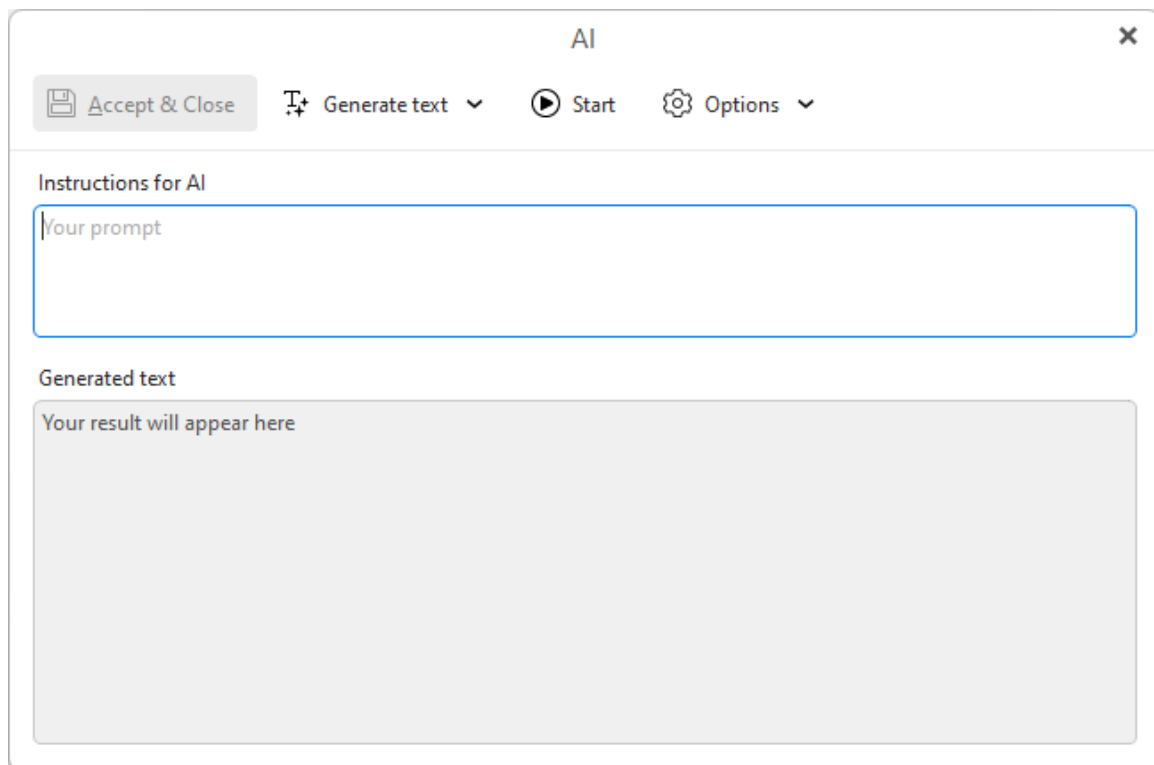 AI
Accept & Close Generate text Start Options
Instructions for AI
Your prompt
Generated text
Your result will appear here